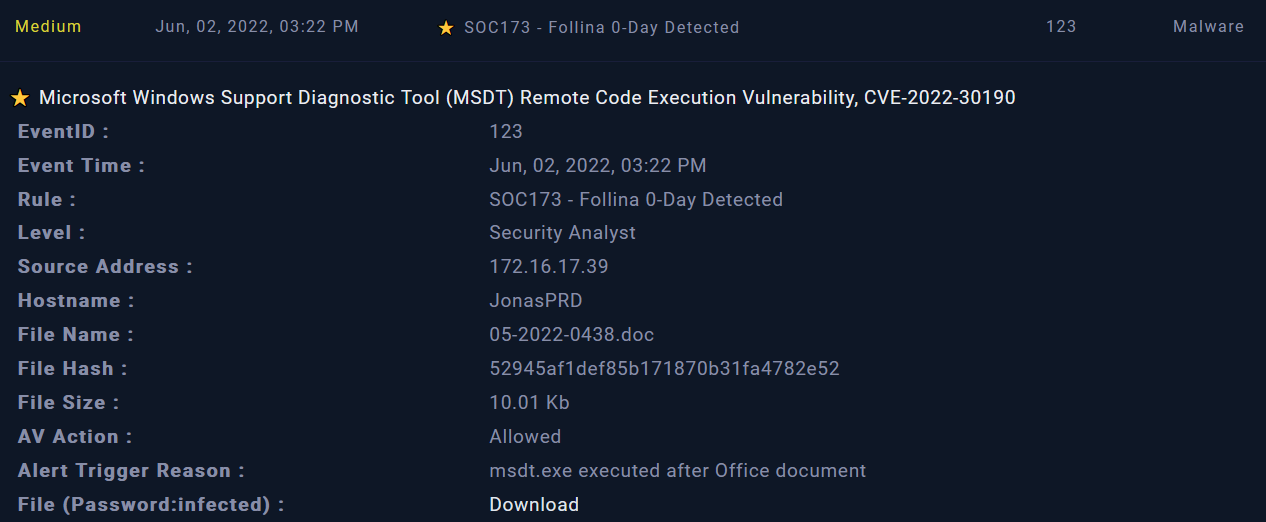 Medium Jun, 02, 2022, 03:22 PM SOC173 - Follina 0-Day Detected 123 Malware
Microsoft Windows Support Diagnostic Tool (MSDT) Remote Code Execution Vulnerability, CVE-2022-30190
EventID : 123
Event Time : Jun, 02, 2022, 03:22 PM
Rule : SOC173 - Follina 0-Day Detected
Level : Security Analyst
Source Address : 172.16.17.39
Hostname : JonasPRD
File Name : 05-2022-0438.doc
File Hash : 52945af1def85b171870b31fa4782e52
File Size : 10.01 Kb
AV Action : Allowed
Alert Trigger Reason : msdt.exe executed after Office document
File (Password:infected) : Download